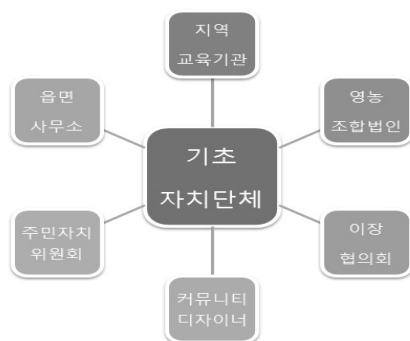 지역
교육기관
읍면
사무소
영농
조합법인
기초
자치단체
주민자치
위원회
이장
협의회
커뮤니티
디자이너